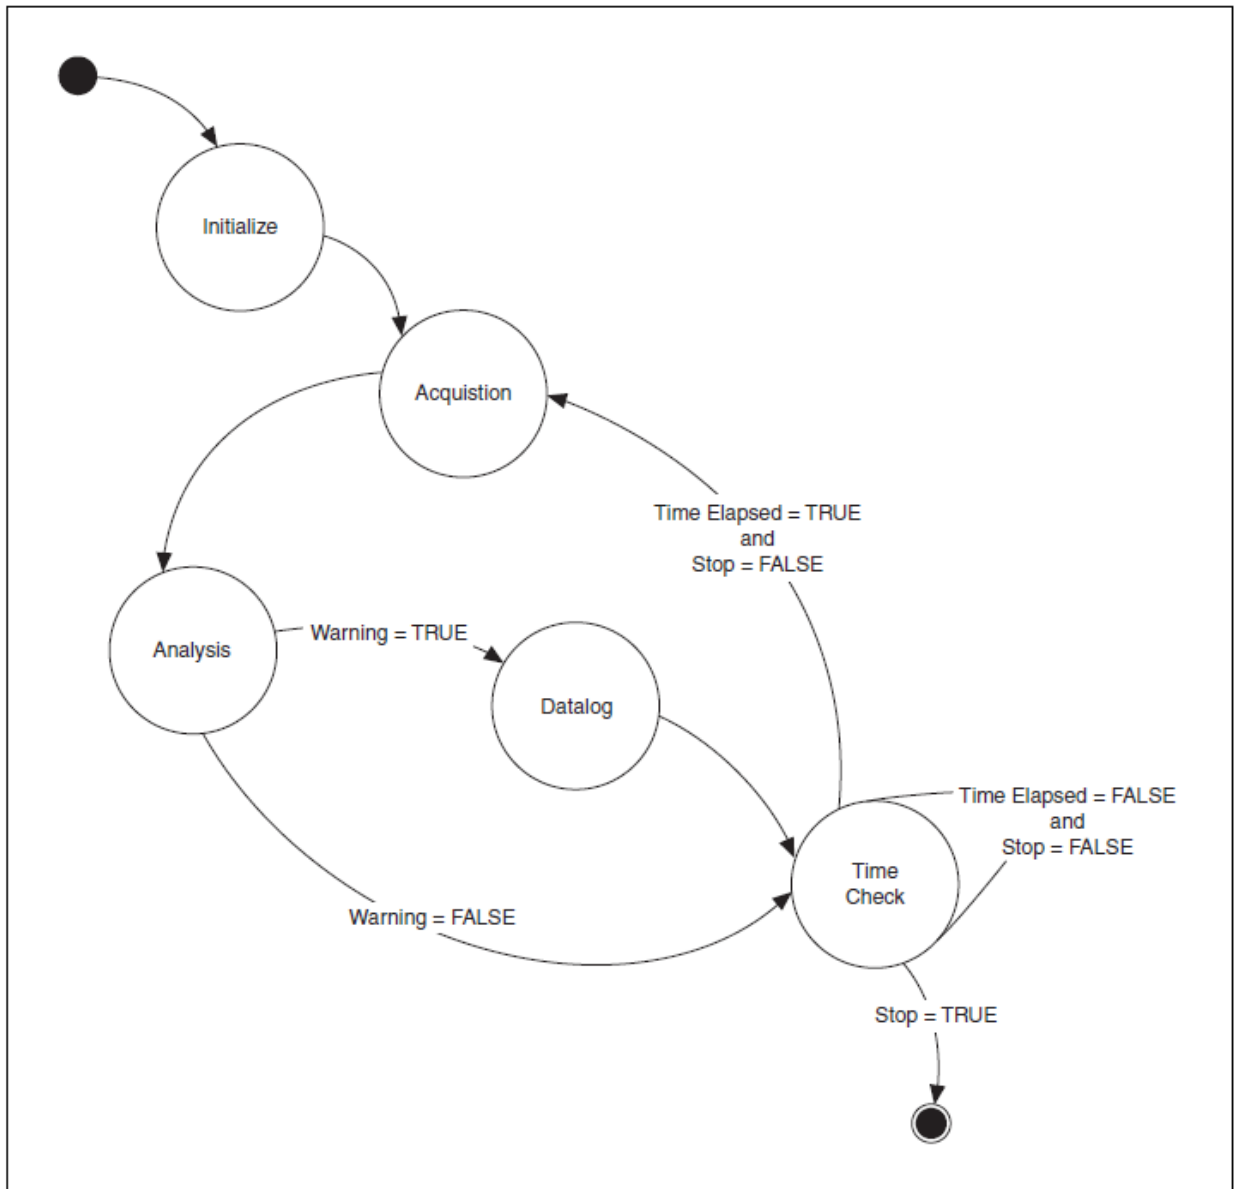 Initialize
Acquistion
Time Elapsed = TRUE
and
Stop = FALSE
Warning = TRUE
Analysis
Datalog
Time Elapsed = FALSE
and
Stop = FALSE
Time
Check
Warning = FALSE
Stop = TRUE